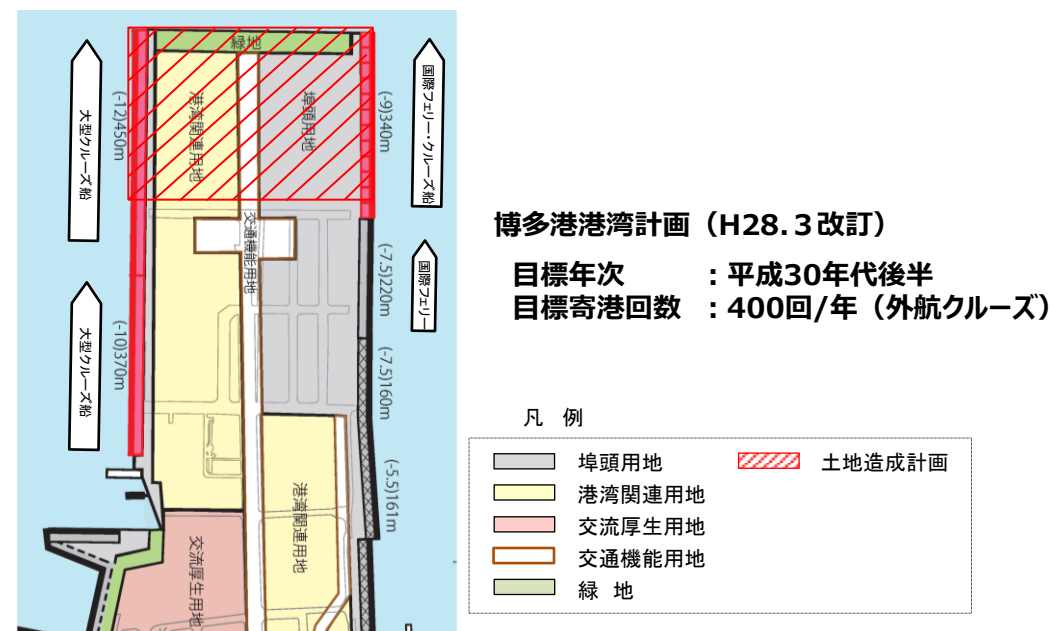 緑地
大型クルーズ船
(-12)450m
港湾関連用地
埠頭用地
(-9)340m
国際フェリー・クルーズ船
交通機能用地
(-7.5)220m
国際フェリー
大型クルーズ船
(-10)370m
(-7.5)160m
(-5.5)161m
港湾関連用地
交流厚生用地
博多港港湾計画（H28.３改訂）
目標年次　　　：平成30年代後半
目標寄港回数　：400回/年（外航クルーズ）
凡　例
埠頭用地
土地造成計画
港湾関連用地
交流厚生用地
交通機能用地
緑　地